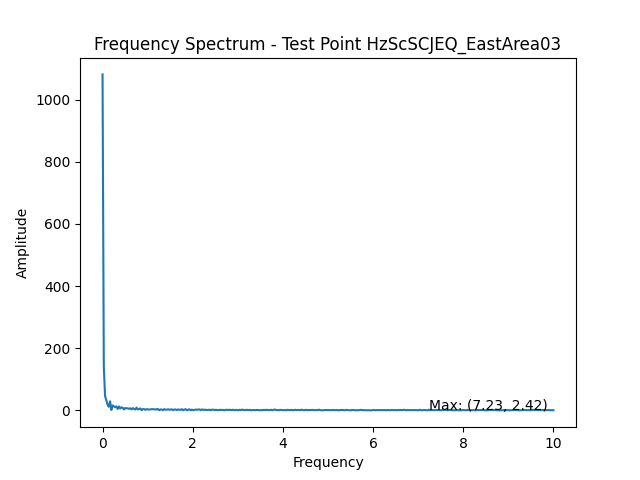 Frequency Spectrum - Test Point HzScSCJEQ_EastArea03
Amplitude
1000
800
600
400
200
0
Max: (7.23, 2.42)
0 2 4 6 8 10
Frequency